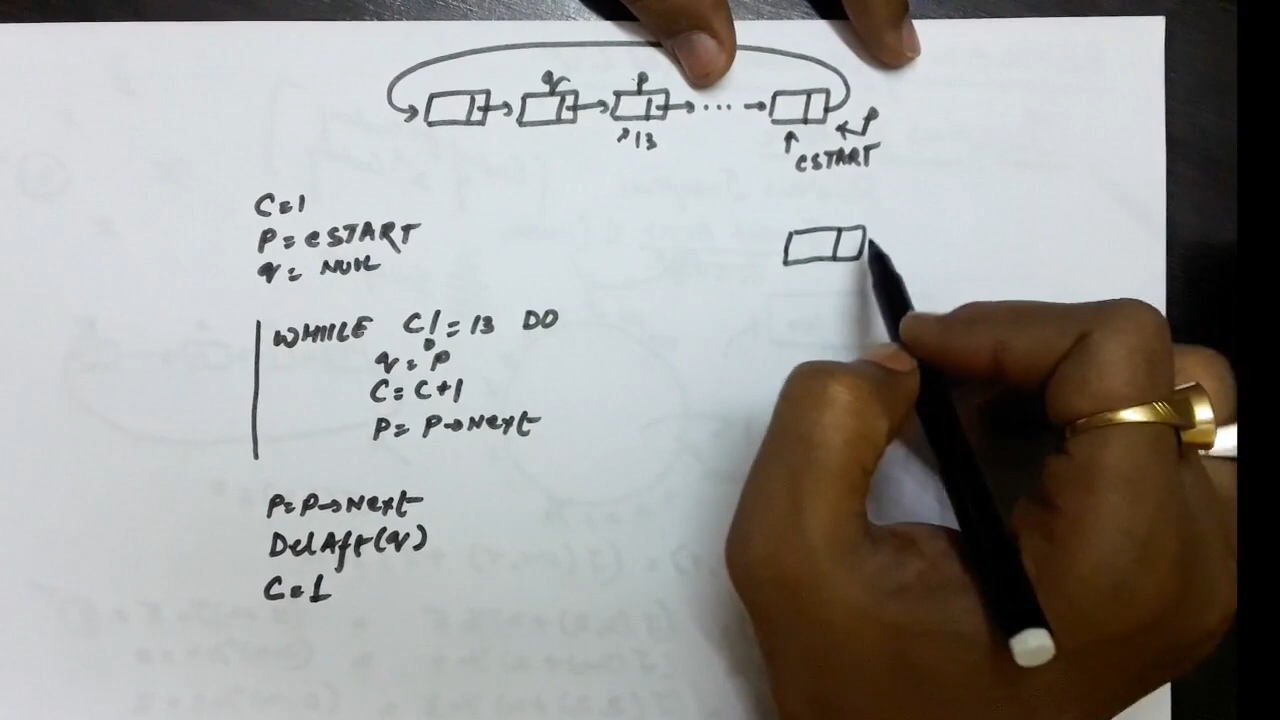 q P
13
P
CSTART
C=1
P=CSTART
q=NULL
WHILE C!=13 DO
q=P
C=C+1
P=P→Next
P=P→Next
DelAft(q)
C=1